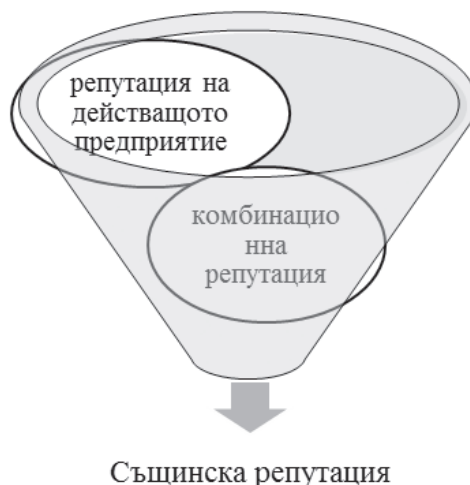 репутация на
действащото
предприятие
комбинацио
нна
репутация
Същинска репутация